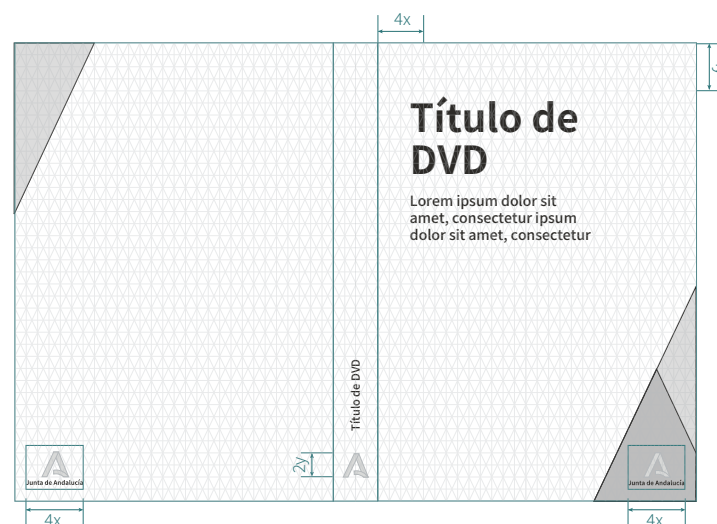 4x
Título de
DVD
Lorem ipsum dolor sit
amet, consectetur ipsum
dolor sit amet, consectetur
Título de DVD
2y
Junta de Andalucía
Junta de Andalucía
4x
4x